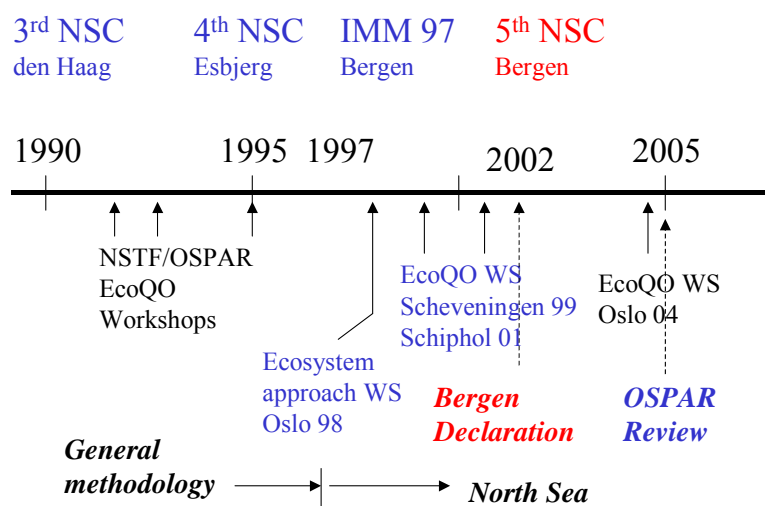 3rd NSC
den Haag
4th NSC
Esbjerg
IMM 97
Bergen
5th NSC
Bergen
1990
1995
1997
2002
2005
NSTF/OSPAR
EcoQO
Workshops
Ecosystem
approach WS
Oslo 98
EcoQO WS
Scheveningen 99
Schiphol 01
Bergen
Declaration
EcoQO WS
Oslo 04
OSPAR
Review
General
methodology
North Sea